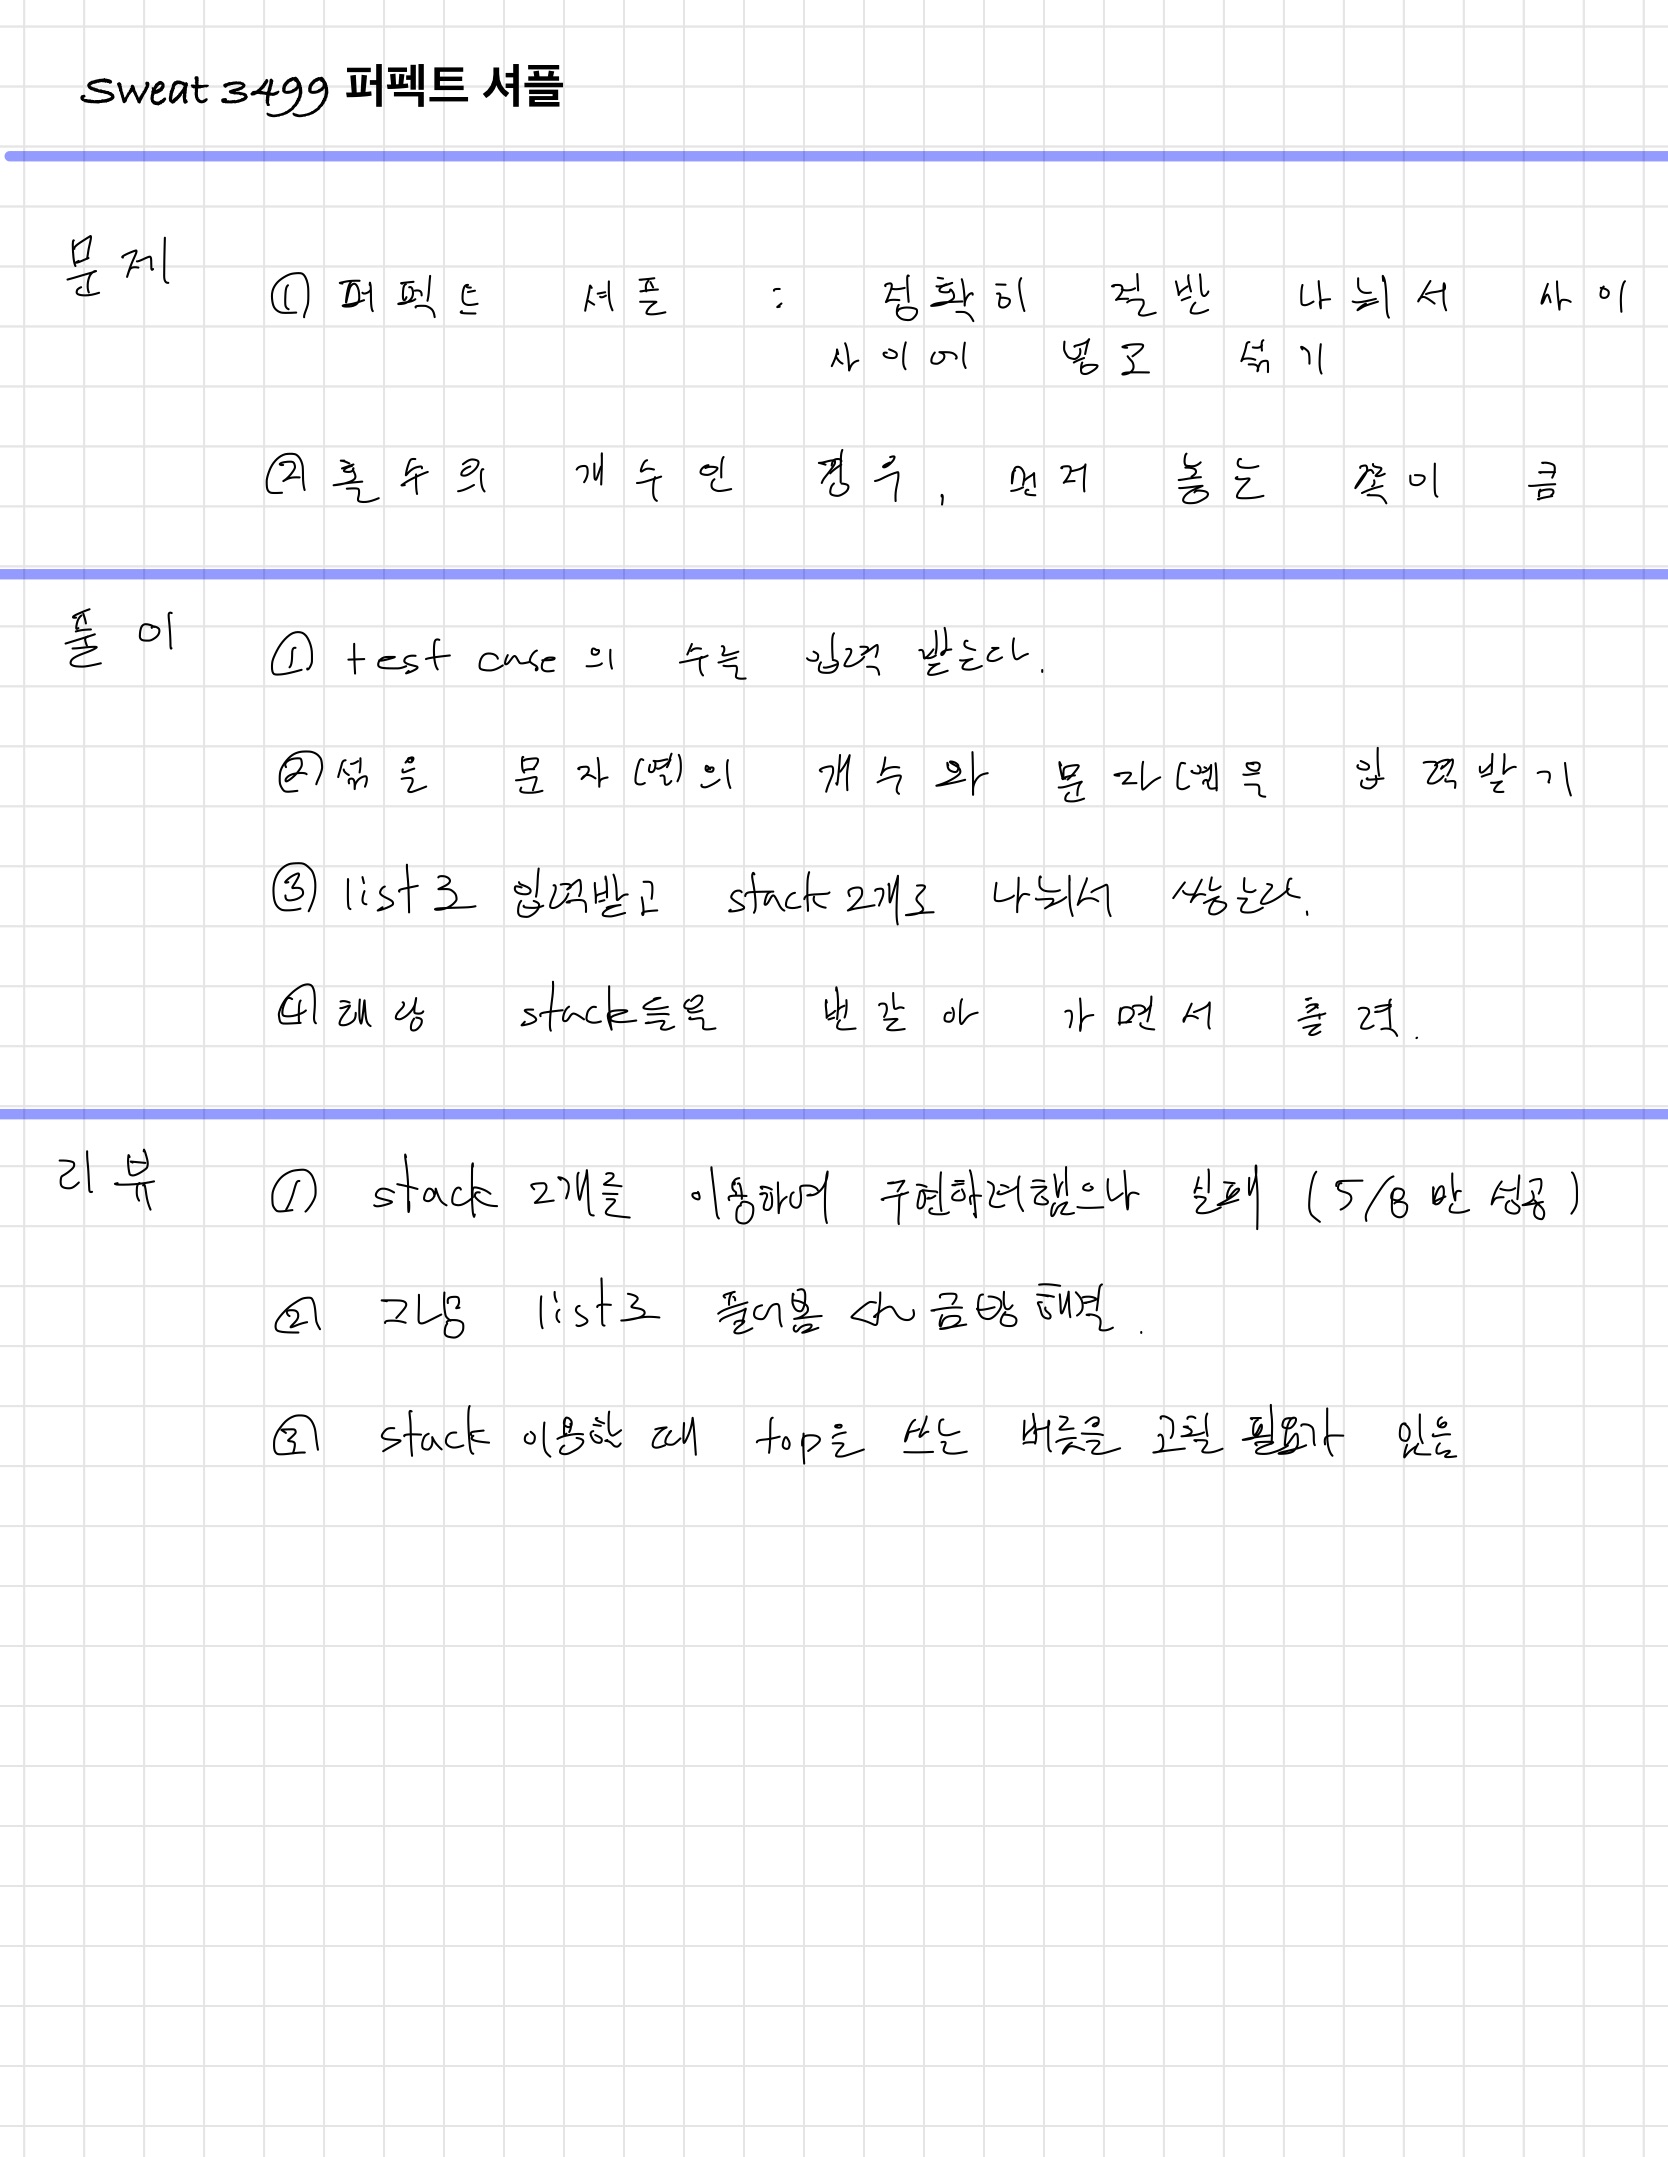 Sweat 3499 퍼펙트 셔플
문제
① 퍼펙트 셔플 : 정확히 절반 나눠서 사이
사이에 넣고 섞기
② 홀수의 개수인 경우, 먼저 놓는 쪽이 큼
풀이
① test case의 수를 입력 받는다.
② 섞을 문자(열)의 개수와 문자(열)을 입력받기
③ list로 입력받고 stack 2개로 나눠서 쌓는다.
④ 해당 stack들을 번갈아 가면서 출력.
리뷰
① stack 2개를 이용하여 구현하려했으나 실패 (5/8만 성공)
② 그냥 list로 풀어봄 금방 해결.
③ stack 이용할 때 top을 쓰는 버릇을 고칠 필요가 있음